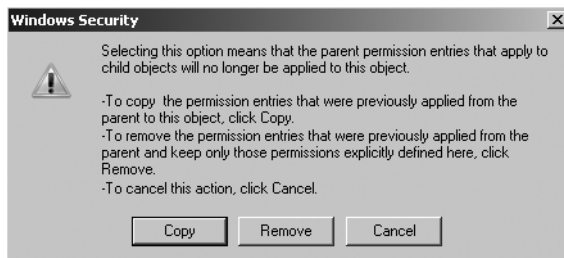 Windows Security
Selecting this option means that the parent permission entries that apply to
child objects will no longer be applied to this object.
-To copy the permission entries that were previously applied from the
parent to this object, click Copy.
-To remove the permission entries that were previously applied from the
parent and keep only those permissions explicitly defined here, click
Remove.
-To cancel this action, click Cancel.
Copy Remove Cancel